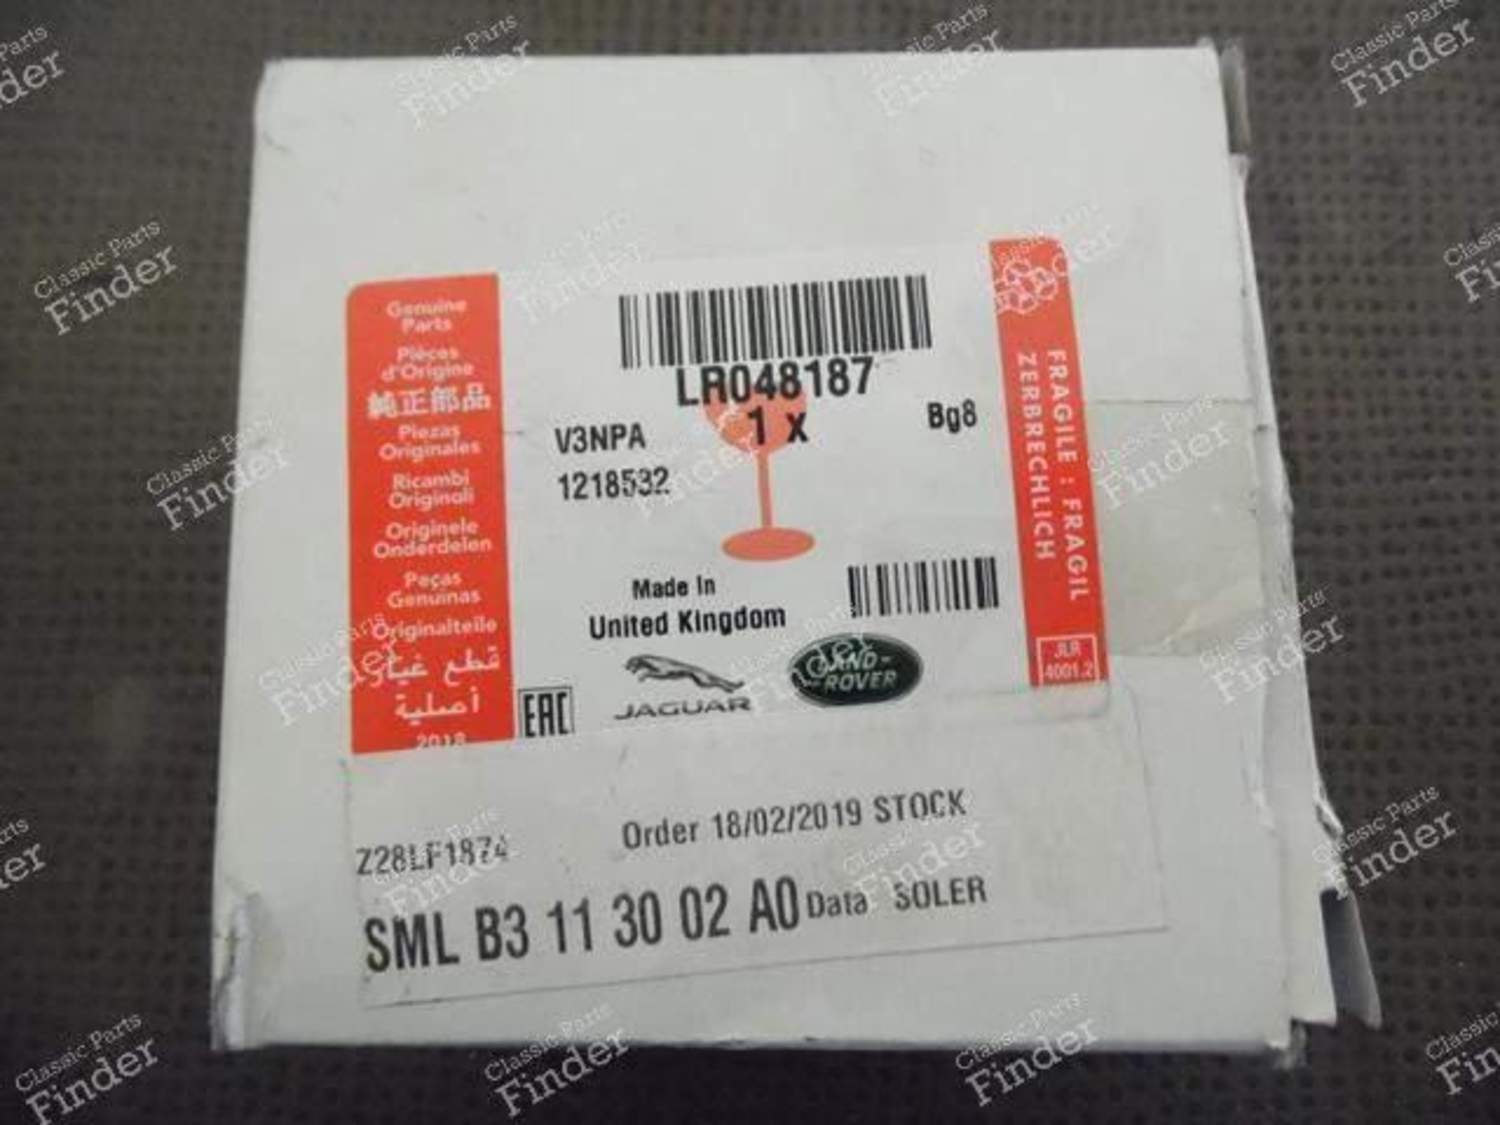 Genuine
Parts
Pièces
d'Origine
純正部品
Piezas
Originales
Ricambi
Originali
Originele
Onderdelen
Peças
Genuinas
Originalteile
قطع غيار
أصلية
2018
LR048187
1 x
V3NPA
Bg8
1218532
Made In
United Kingdom
EAC
JAGUAR
LAND-
-ROVER
FRAGILE : FRAGIL
ZERBRECHLICH
JLR
4001.2
Z28LF1874
Order 18/02/2019 STOCK
SML B3 11 30 02 A0 Data SOLER
Classic Parts
Finder